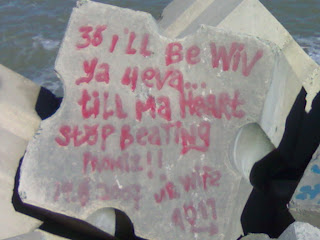 36 i'LL Be Wiv
Ya 4eva...
till Ma Heart
stop Beating
PROMIZ!!
UR WIFE